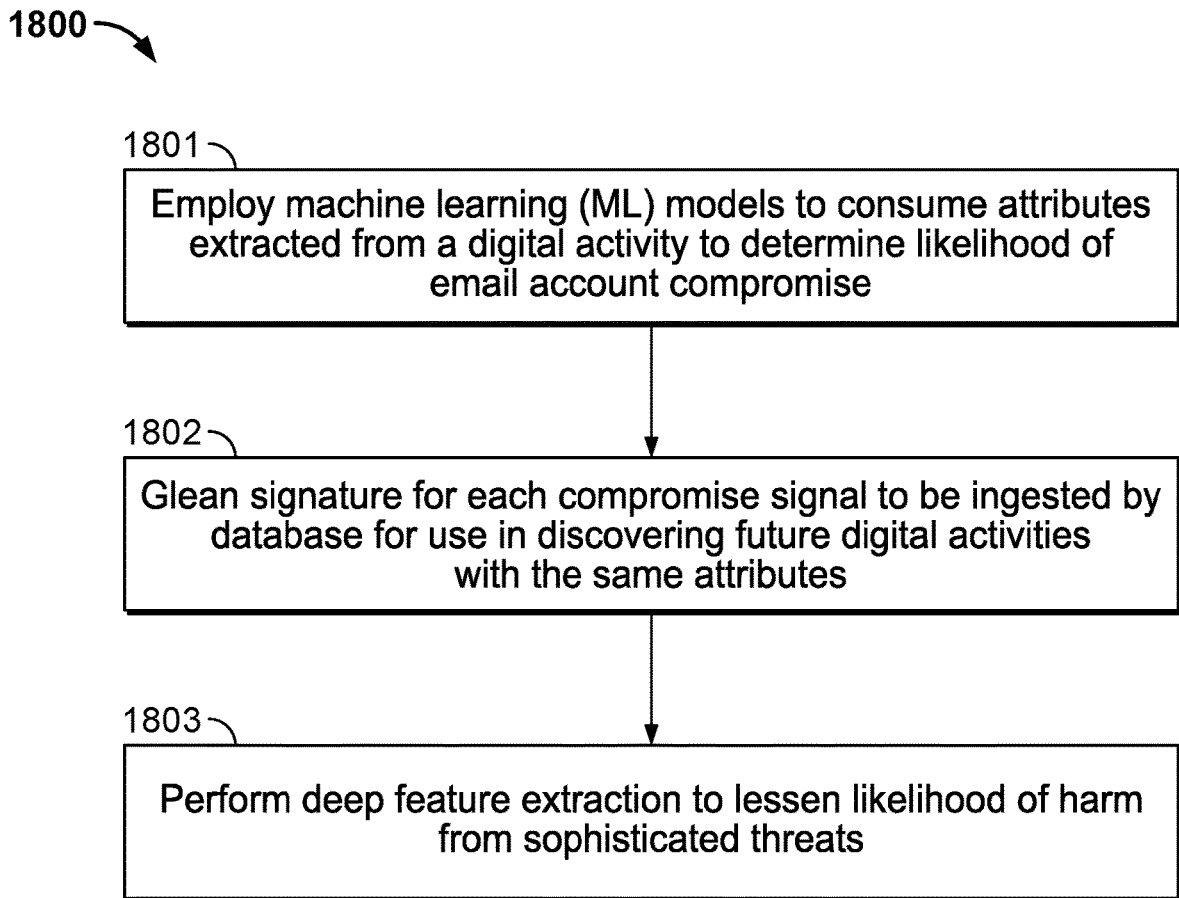 1800
1801
Employ machine learning (ML) models to consume attributes
extracted from a digital activity to determine likelihood of
email account compromise
1802
Glean signature for each compromise signal to be ingested by
database for use in discovering future digital activities
with the same attributes
1803
Perform deep feature extraction to lessen likelihood of harm
from sophisticated threats